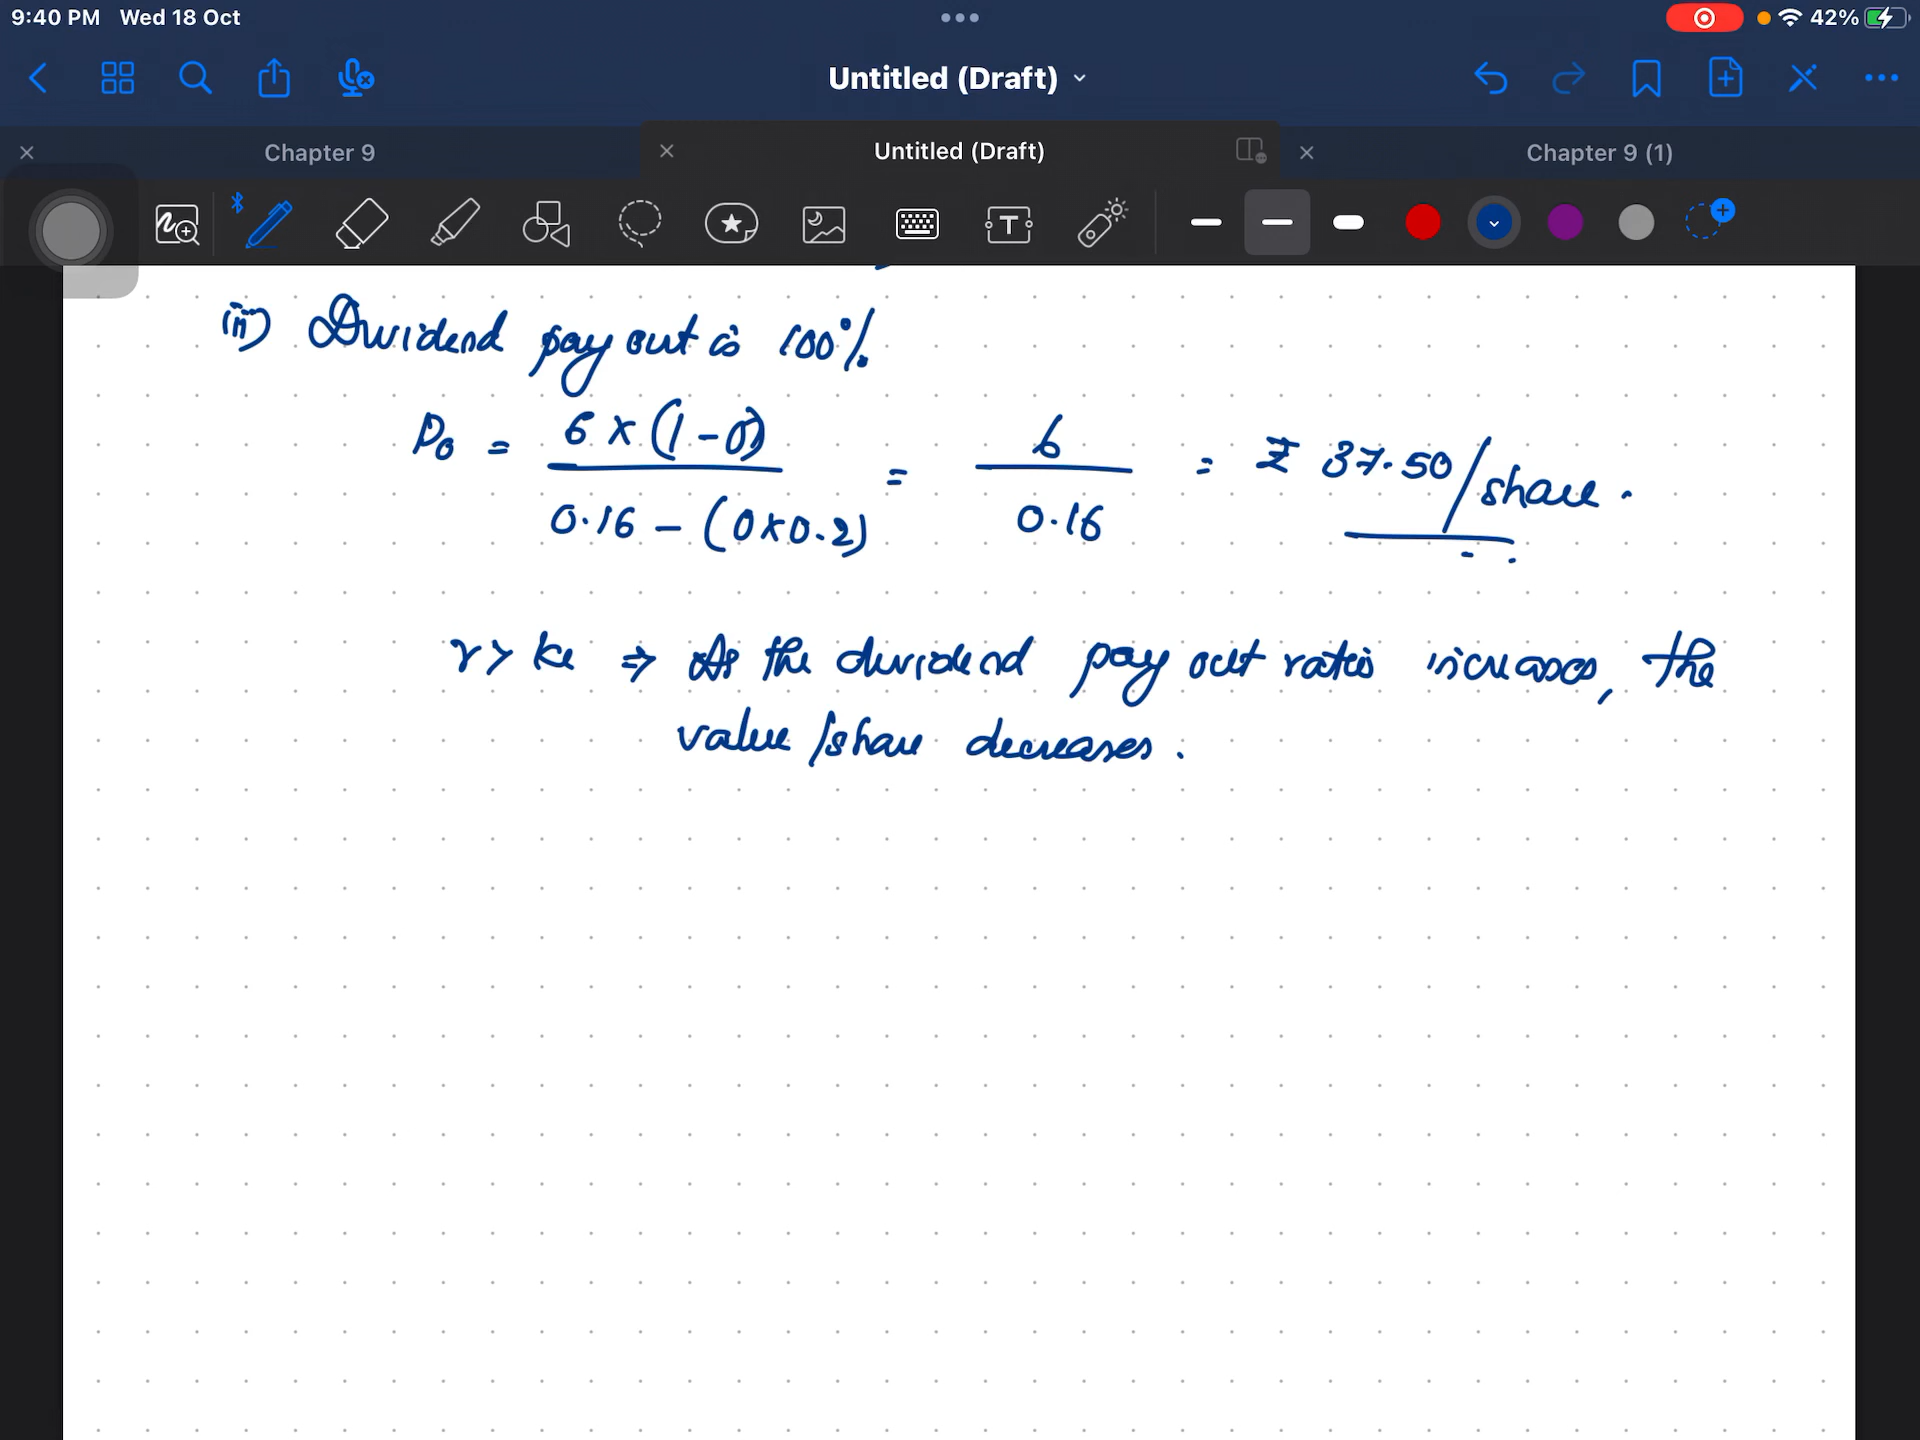 9:40 PM Wed 18 Oct
42%
Untitled (Draft)
Chapter 9
Untitled (Draft)
Chapter 9 (1)
(ii) Dividend pay out is 100%.
P₀ = 6 x (1-0) / 0.16 - (0x0.2) = 6 / 0.16 = ₹ 37.50/share.
r > ke ⇒ As the dividend pay out ratio increases, the
value /share decreases.